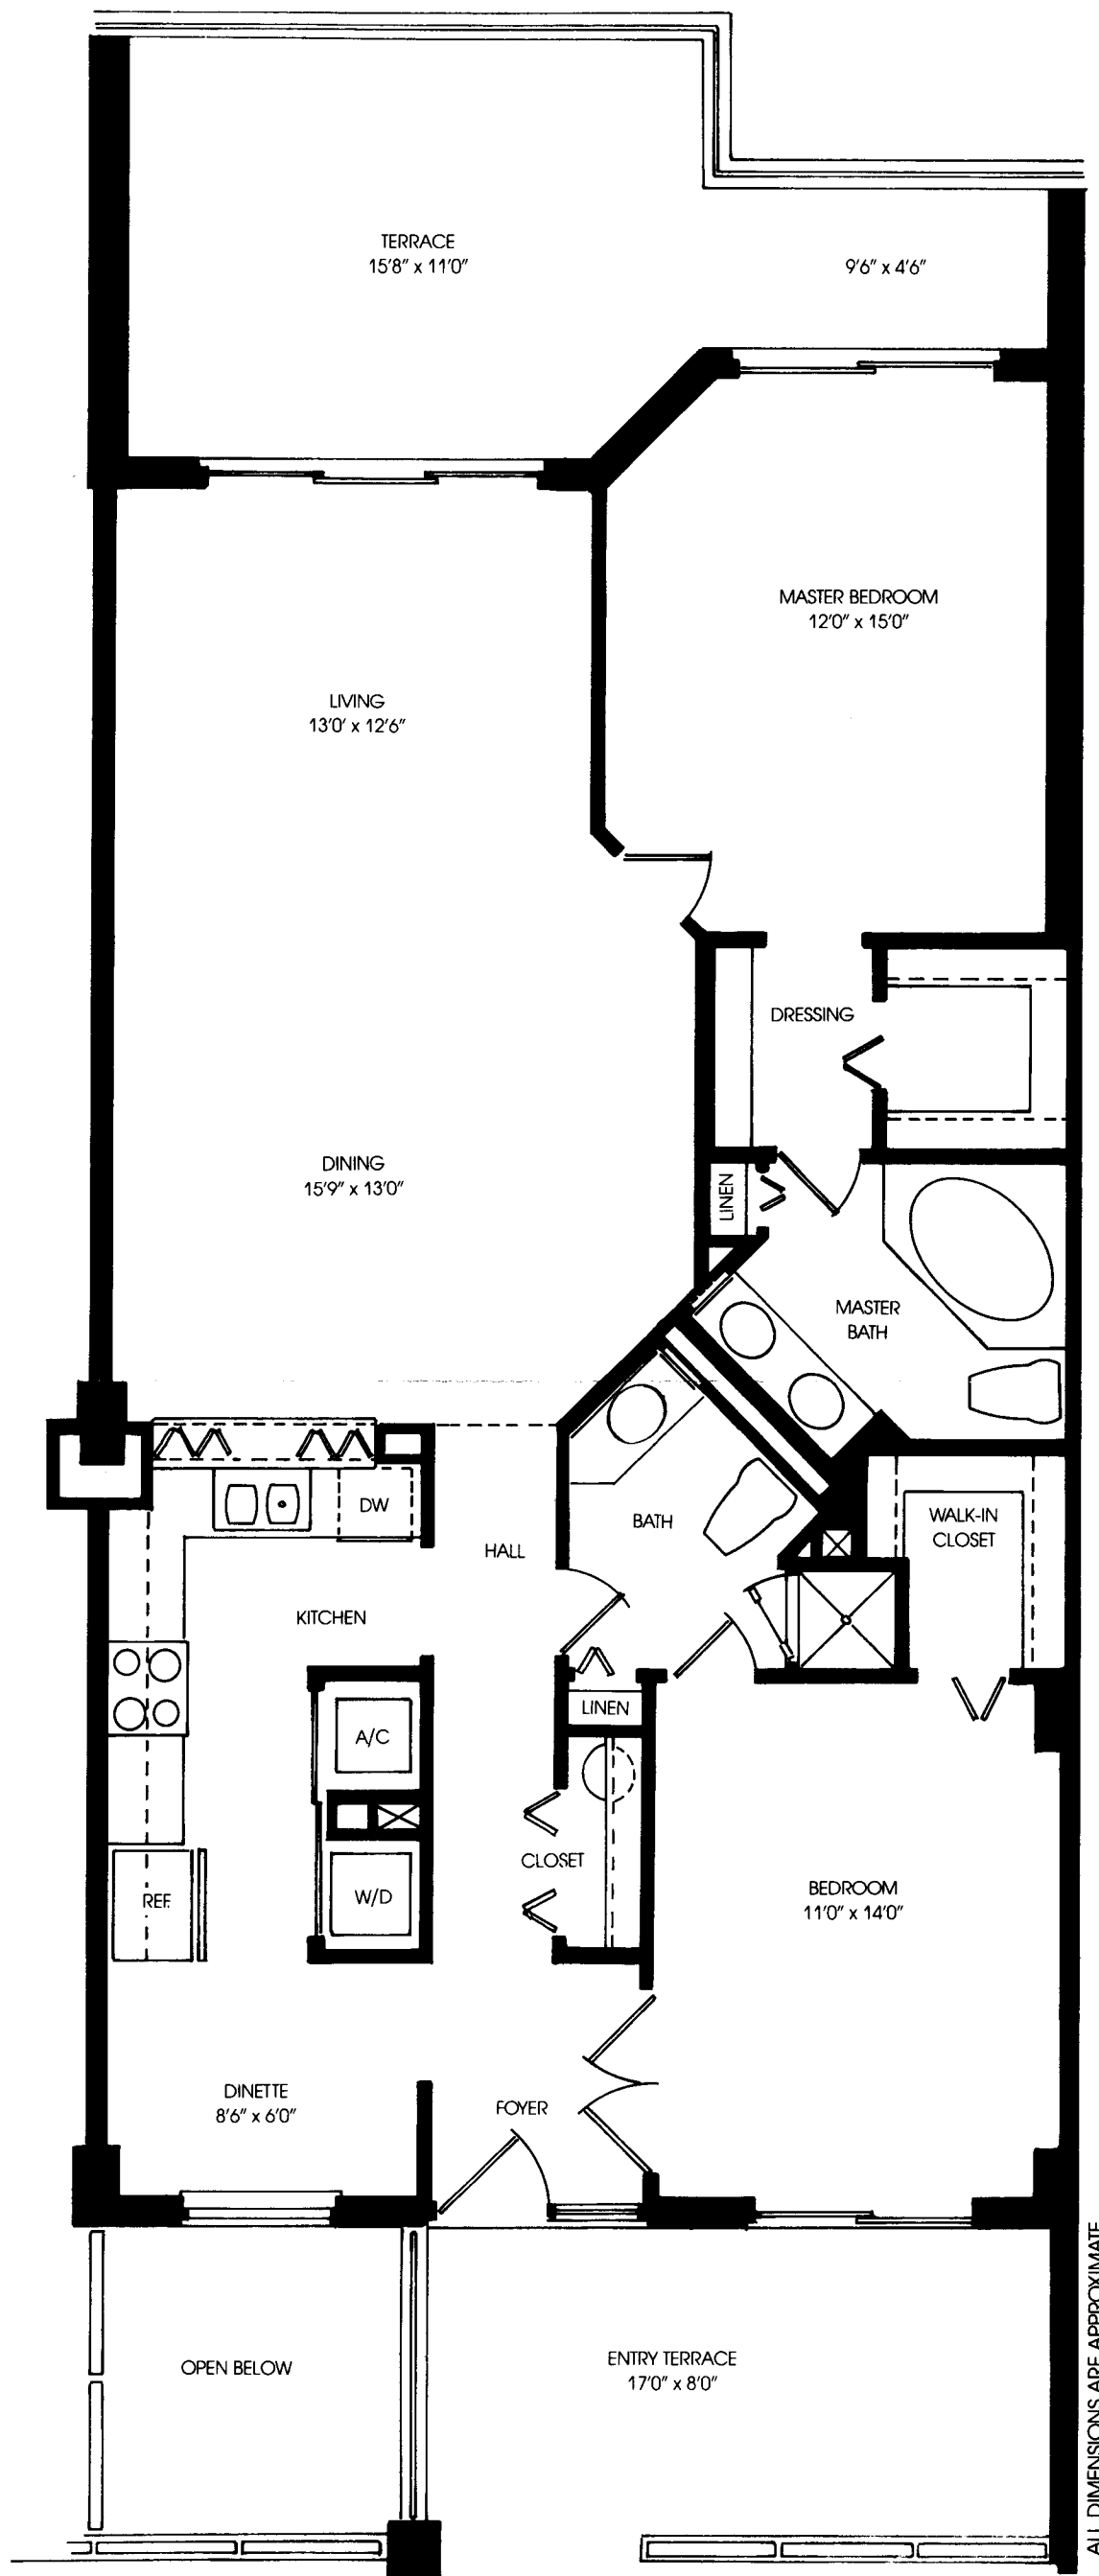 TERRACE
15'8" x 11'0"
9'6" x 4'6"
MASTER BEDROOM
12'0" x 15'0"
LIVING
13'0' x 12'6"
DRESSING
DINING
15'9" x 13'0"
LINEN
MASTER
BATH
DW
HALL
BATH
WALK-IN
CLOSET
KITCHEN
LINEN
A/C
CLOSET
REF.
W/D
BEDROOM
11'0" x 14'0"
DINETTE
8'6" x 6'0"
FOYER
OPEN BELOW
ENTRY TERRACE
17'0" x 8'0"
ALL DIMENSIONS ARE APPROXIMATE